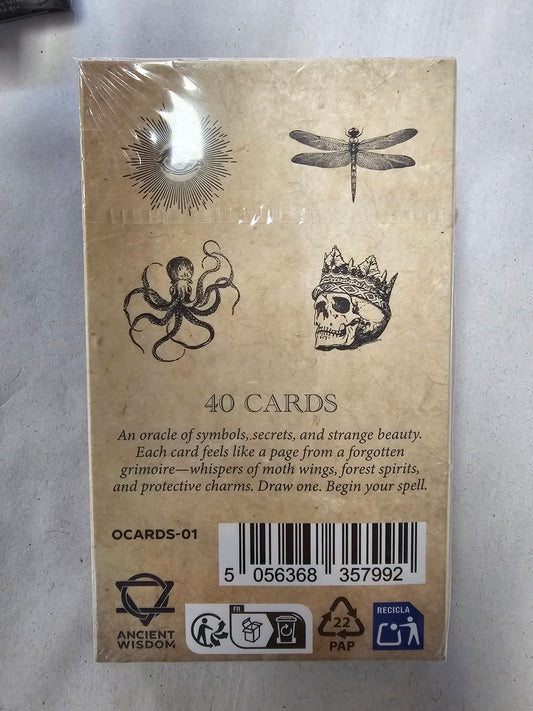 40 CARDS
An oracle of symbols, secrets, and strange beauty.
Each card feels like a page from a forgotten
grimoire—whispers of moth wings, forest spirits,
and protective charms. Draw one. Begin your spell.
OCARDS-01
5 056368 357992
ANCIENT
WISDOM
FR
22
PAP
RECICLA